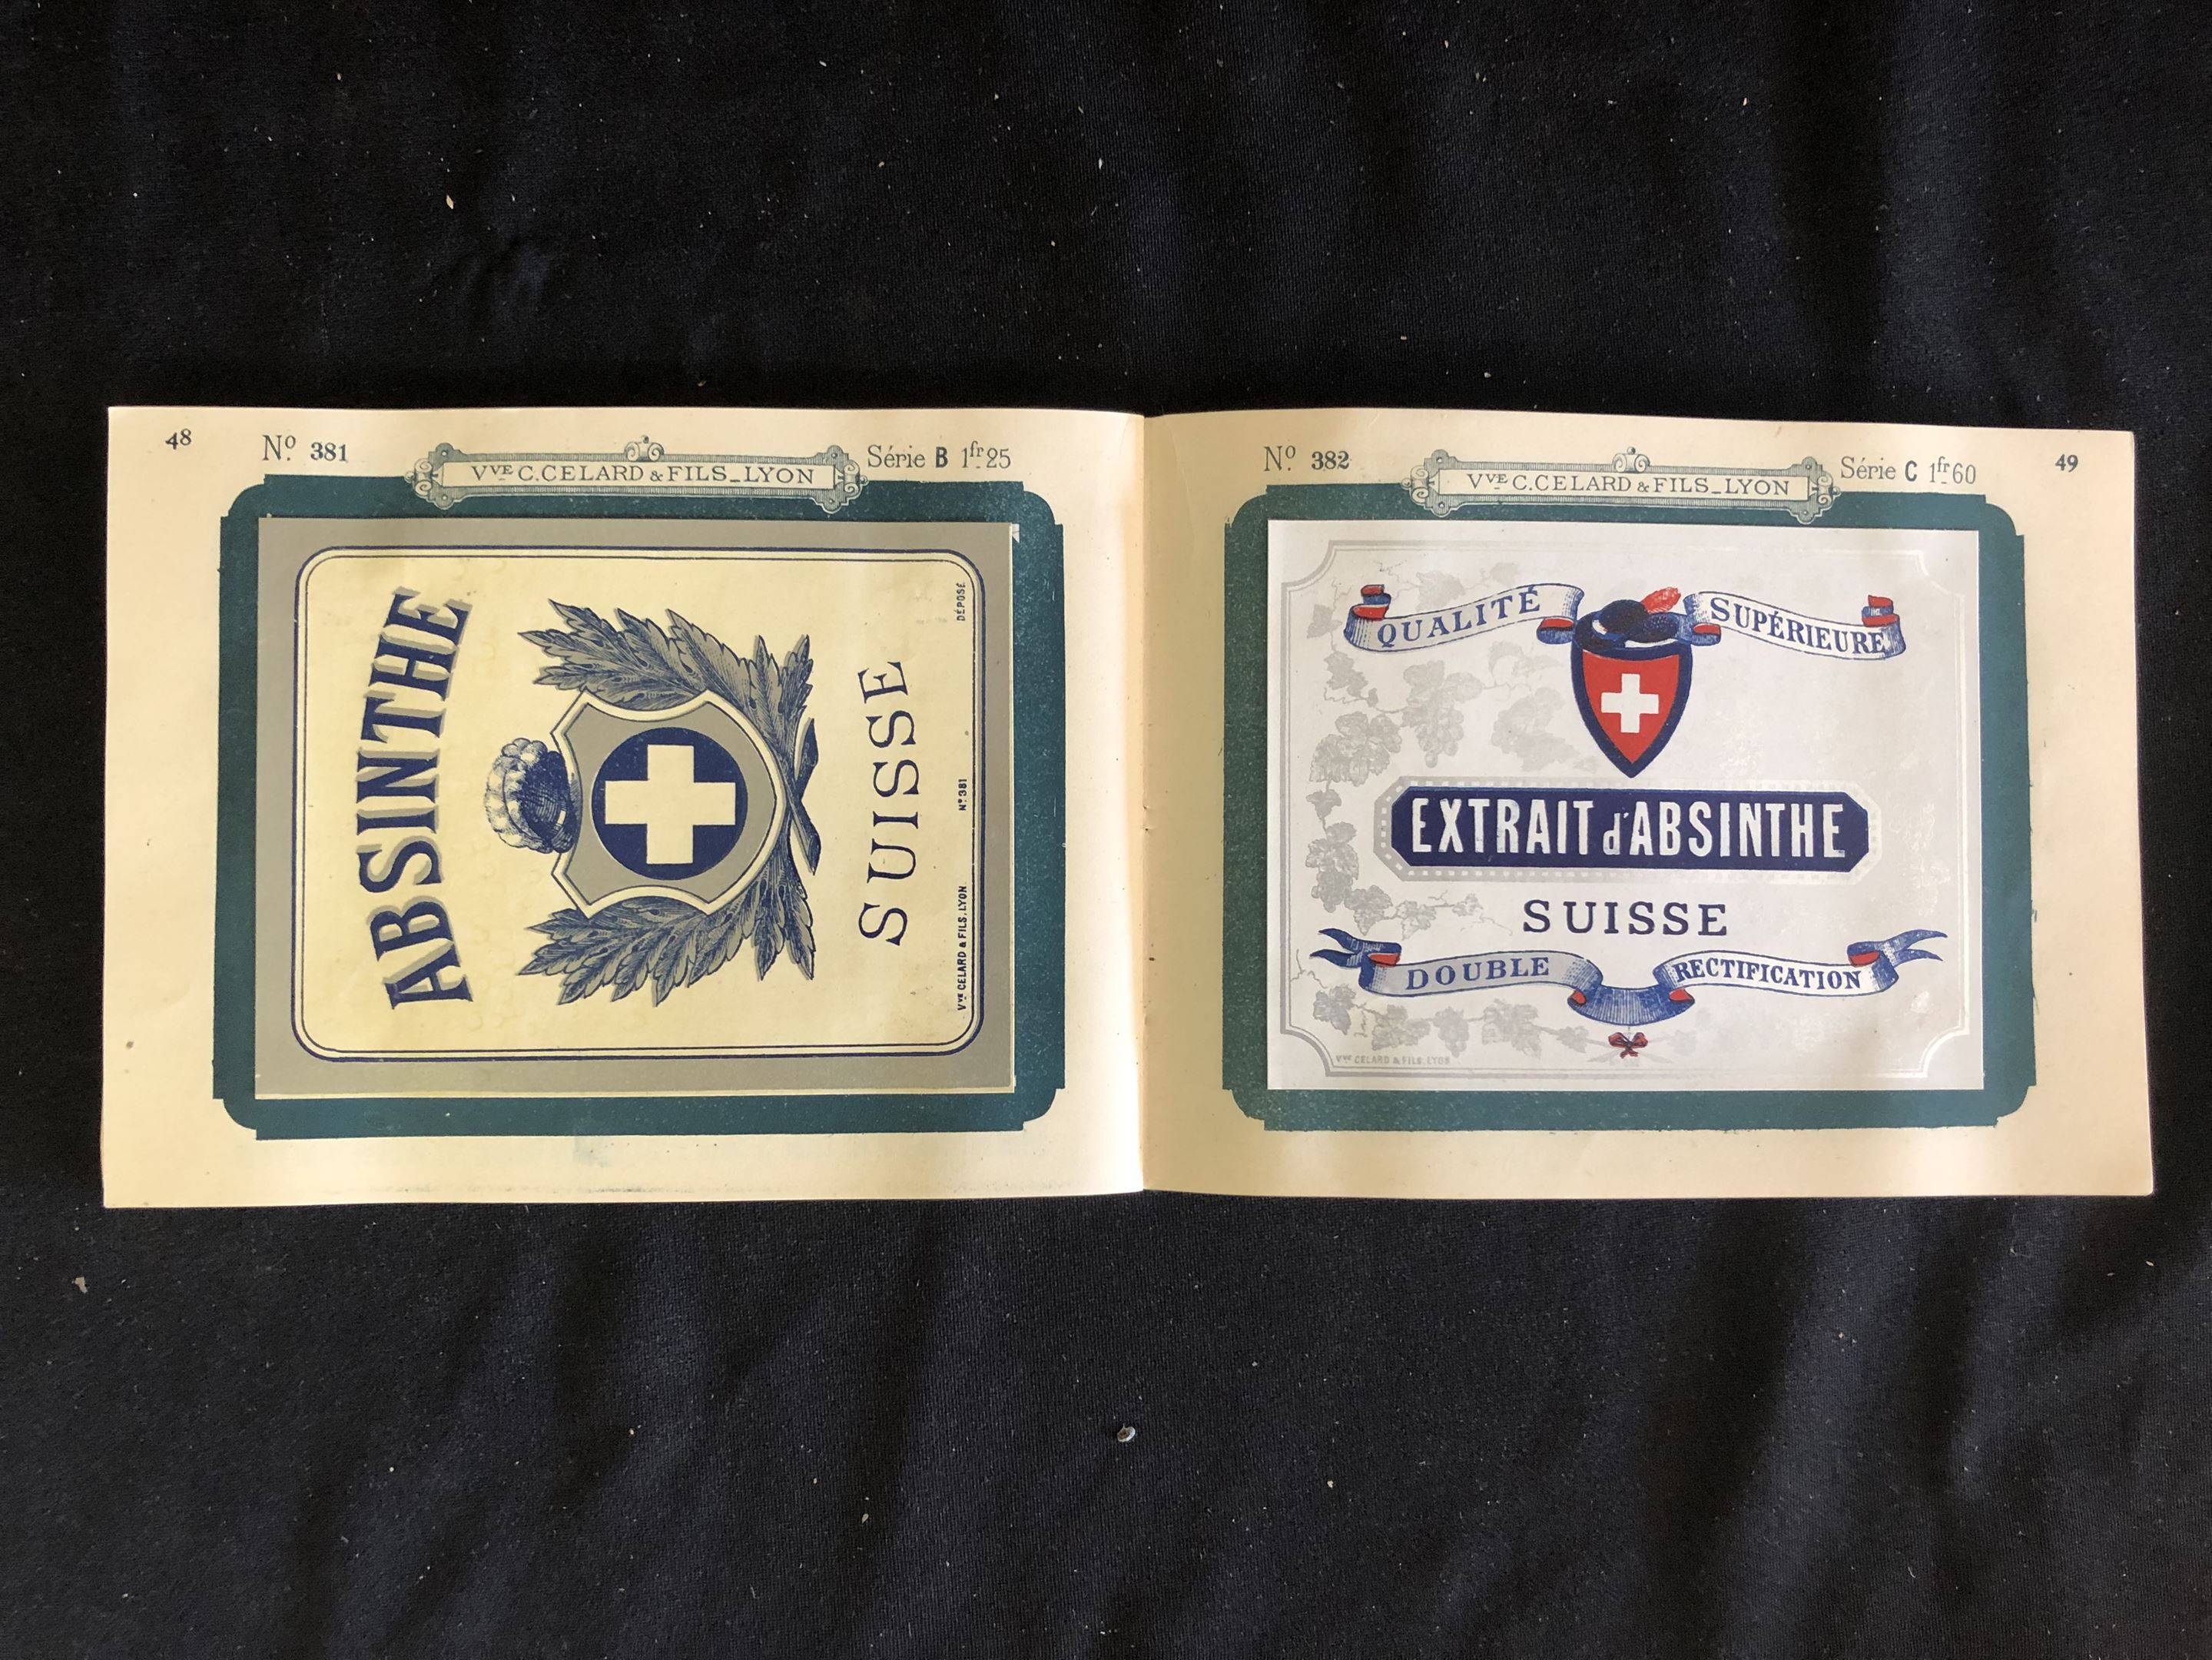 48
Nº. 381
VVE C. CELARD & FILS_LYON
Série B 1fr.25
ABSINTHE
SUISSE
VVE CELARD & FILS, LYON.
Nº 381
DÉPOSÉ
Nº. 382
VVE C. CELARD & FILS_LYON
Série C 1fr.60
49
QUALITÉ SUPÉRIEURE
EXTRAIT d'ABSINTHE
SUISSE
DOUBLE RECTIFICATION
VVE CELARD & FILS LYON